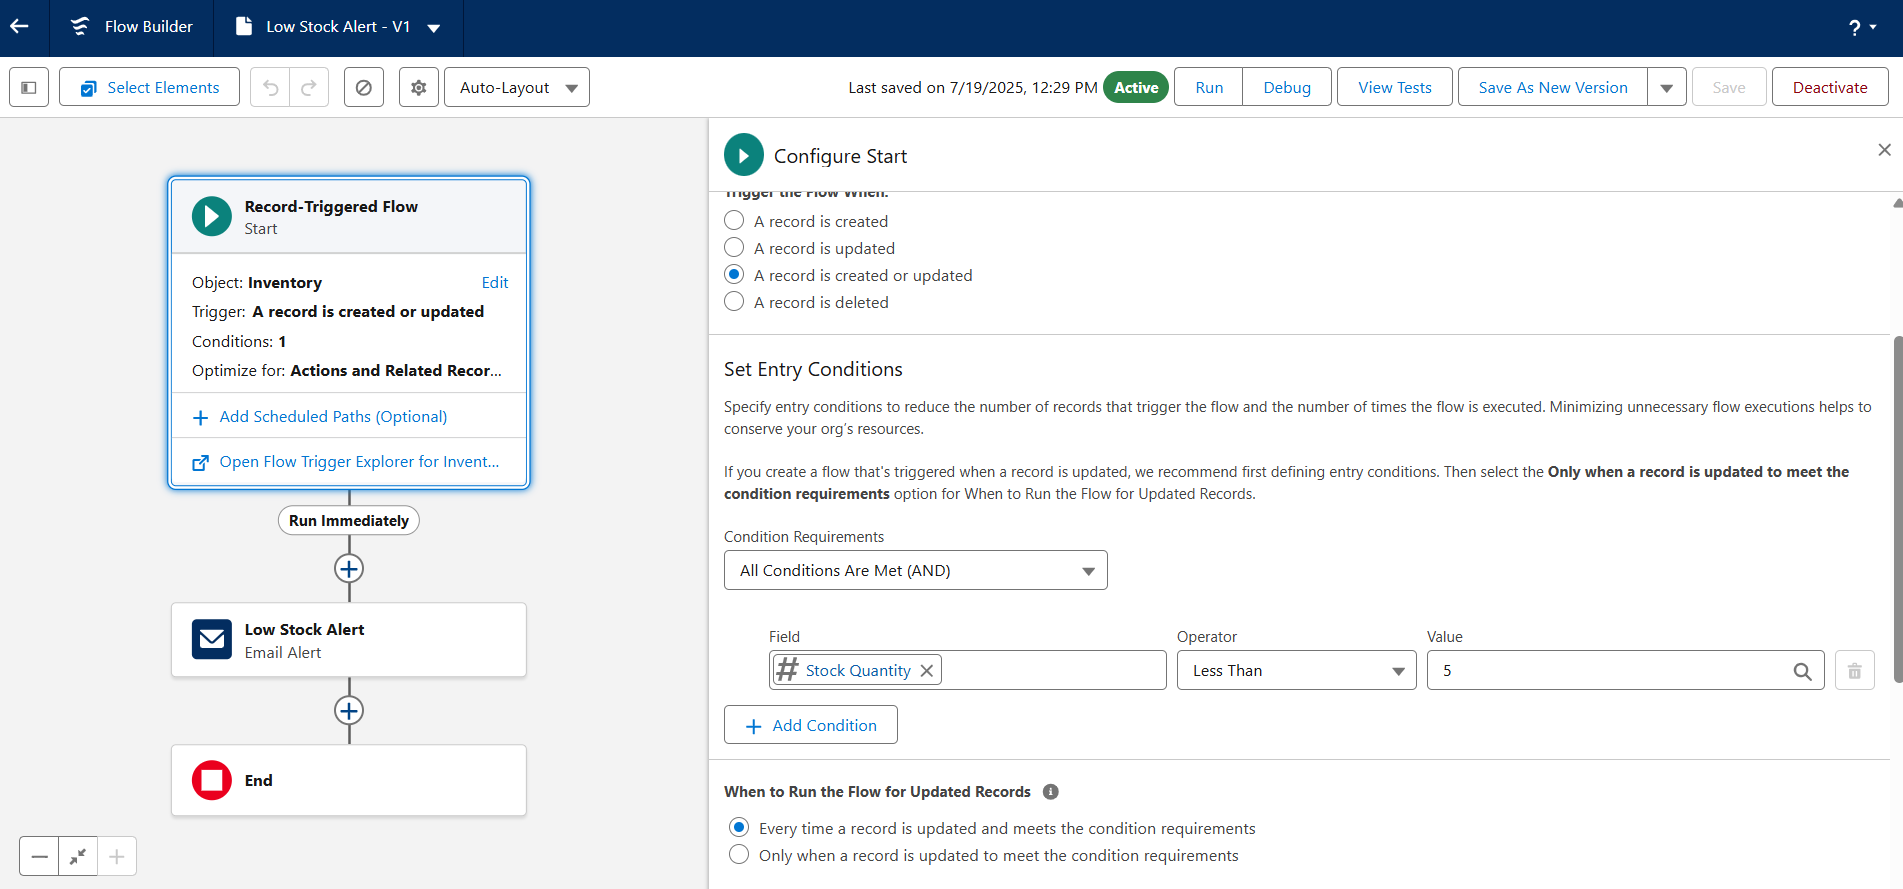 Flow Builder
Low Stock Alert - V1
?
Select Elements
Auto-Layout
Last saved on 7/19/2025, 12:29 PM
Active
Run
Debug
View Tests
Save As New Version
Save
Deactivate
Record-Triggered Flow
Start
Object: Inventory
Edit
Trigger: A record is created or updated
Conditions: 1
Optimize for: Actions and Related Recor...
Add Scheduled Paths (Optional)
Open Flow Trigger Explorer for Invent...
Run Immediately
Low Stock Alert
Email Alert
End
Configure Start
Trigger the Flow When:
A record is created
A record is updated
A record is created or updated
A record is deleted
Set Entry Conditions
Specify entry conditions to reduce the number of records that trigger the flow and the number of times the flow is executed. Minimizing unnecessary flow executions helps to
conserve your org's resources.
If you create a flow that's triggered when a record is updated, we recommend first defining entry conditions. Then select the Only when a record is updated to meet the
condition requirements option for When to Run the Flow for Updated Records.
Condition Requirements
All Conditions Are Met (AND)
Field
Operator
Value
# Stock Quantity
Less Than
5
Add Condition
When to Run the Flow for Updated Records
Every time a record is updated and meets the condition requirements
Only when a record is updated to meet the condition requirements